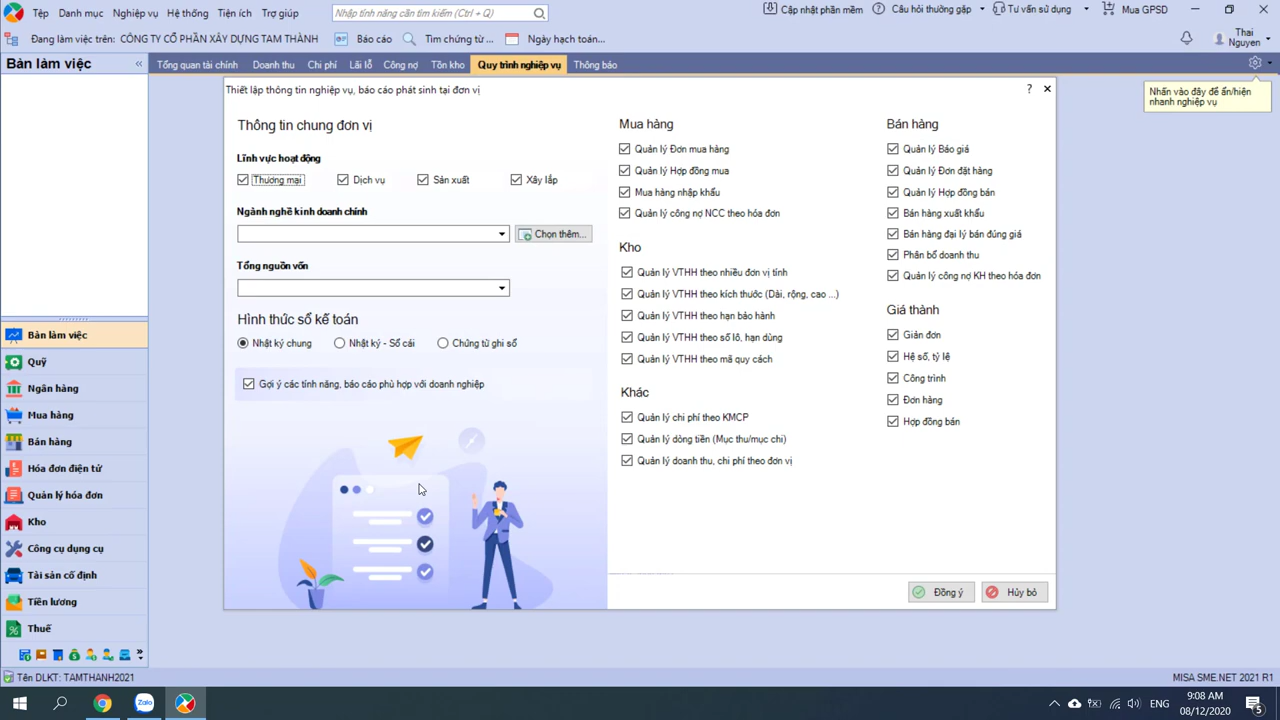 Tệp Danh mục Nghiệp vụ Hệ thống Tiện ích Trợ giúp
Nhập tính năng cần tìm kiếm (Ctrl + Q)
Cập nhật phần mềm Câu hỏi thường gặp Tư vấn sử dụng Mua GPSD
Đang làm việc trên: CÔNG TY CỔ PHẦN XÂY DỰNG TAM THÀNH
Báo cáo Tìm chứng từ ... Ngày hạch toán...
Thai Nguyen
Bàn làm việc
Tổng quan tài chính Doanh thu Chi phí Lãi lỗ Công nợ Tồn kho Quy trình nghiệp vụ Thông báo
Nhấn vào đây để ẩn/hiện
nhanh nghiệp vụ
Thiết lập thông tin nghiệp vụ, báo cáo phát sinh tại đơn vị
Thông tin chung đơn vị
Lĩnh vực hoạt động
Thương mại Dịch vụ Sản xuất Xây lắp
Ngành nghề kinh doanh chính
Chọn thêm...
Tổng nguồn vốn
Hình thức sổ kế toán
Nhật ký chung Nhật ký - Sổ cái Chứng từ ghi sổ
Gợi ý các tính năng, báo cáo phù hợp với doanh nghiệp
Mua hàng
Quản lý Đơn mua hàng
Quản lý Hợp đồng mua
Mua hàng nhập khẩu
Quản lý công nợ NCC theo hóa đơn
Kho
Quản lý VTHH theo nhiều đơn vị tính
Quản lý VTHH theo kích thước (Dài, rộng, cao ...)
Quản lý VTHH theo hạn bảo hành
Quản lý VTHH theo số lô, hạn dùng
Quản lý VTHH theo mã quy cách
Khác
Quản lý chi phí theo KMCP
Quản lý dòng tiền (Mục thu/mục chi)
Quản lý doanh thu, chi phí theo đơn vị
Bán hàng
Quản lý Báo giá
Quản lý Đơn đặt hàng
Quản lý Hợp đồng bán
Bán hàng xuất khẩu
Bán hàng đại lý bán đúng giá
Phân bổ doanh thu
Quản lý công nợ KH theo hóa đơn
Giá thành
Giản đơn
Hệ số, tỷ lệ
Công trình
Đơn hàng
Hợp đồng bán
Đồng ý Hủy bỏ
Bàn làm việc
Quỹ
Ngân hàng
Mua hàng
Bán hàng
Hóa đơn điện tử
Quản lý hóa đơn
Kho
Công cụ dụng cụ
Tài sản cố định
Tiền lương
Thuế
Tên DLKT: TAMTHANH2021
MISA SME.NET 2021 R1
Zalo
ENG
9:08 AM
08/12/2020
5